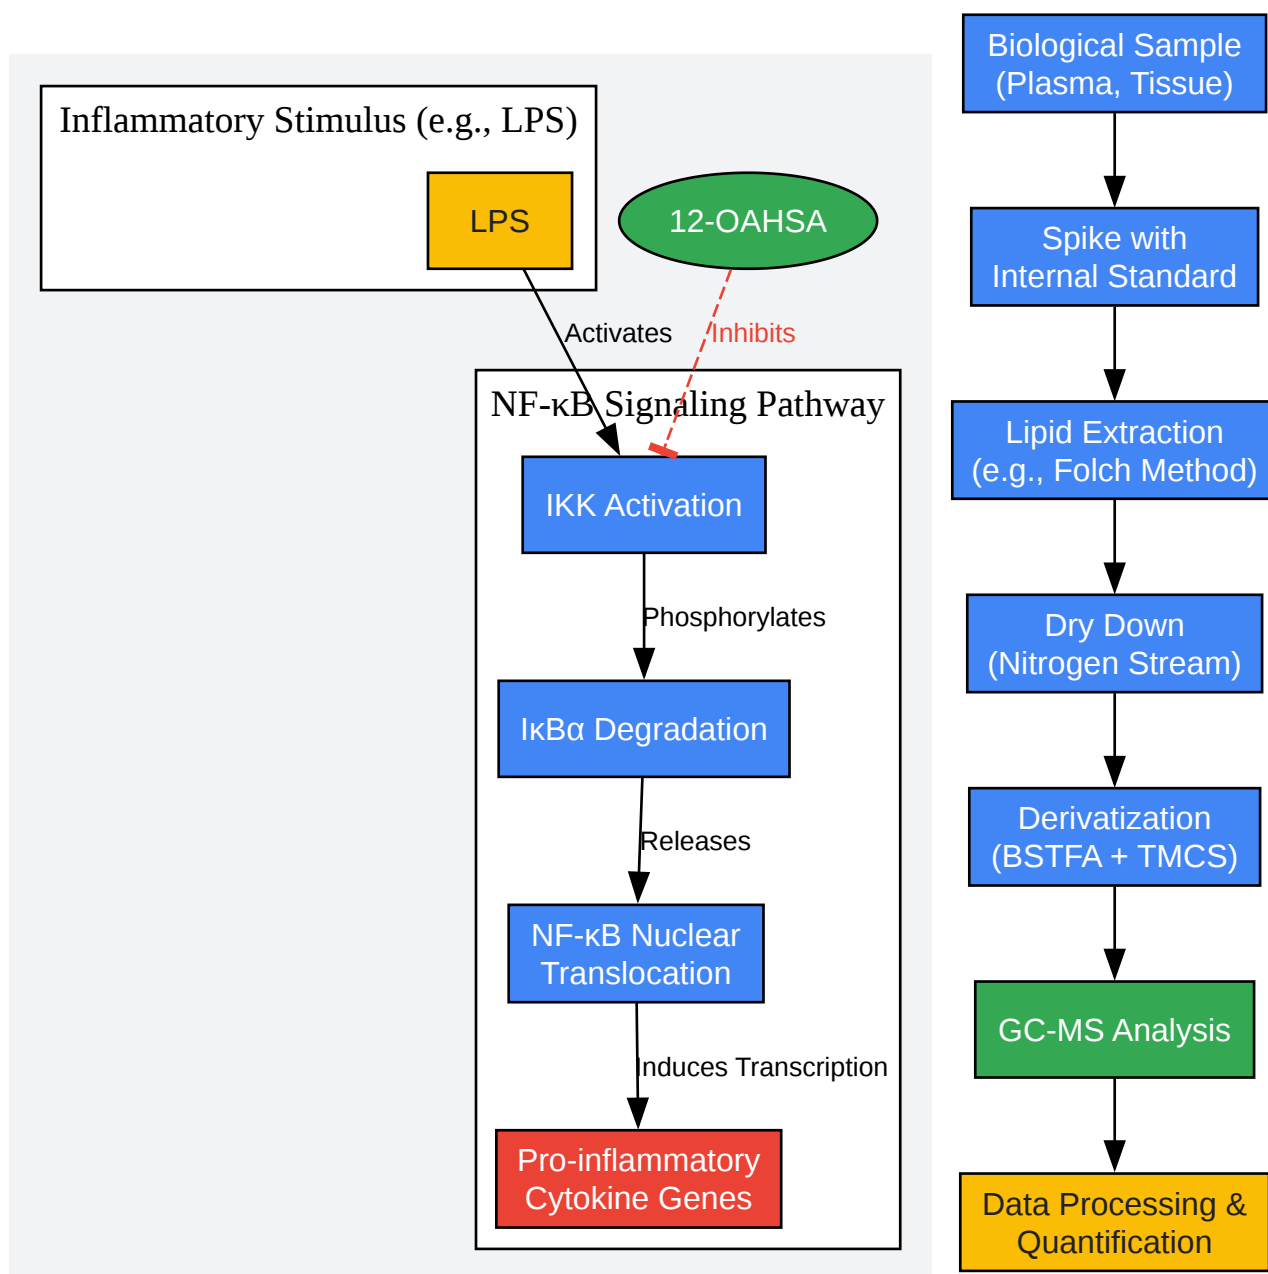 Inflammatory Stimulus (e.g., LPS)
LPS
12-OAHSA
Activates
Inhibits
NF-κB Signaling Pathway
IKK Activation
Phosphorylates
IκBα Degradation
Releases
NF-κB Nuclear
Translocation
Induces Transcription
Pro-inflammatory
Cytokine Genes
Biological Sample
(Plasma, Tissue)
Spike with
Internal Standard
Lipid Extraction
(e.g., Folch Method)
Dry Down
(Nitrogen Stream)
Derivatization
(BSTFA + TMCS)
GC-MS Analysis
Data Processing &
Quantification